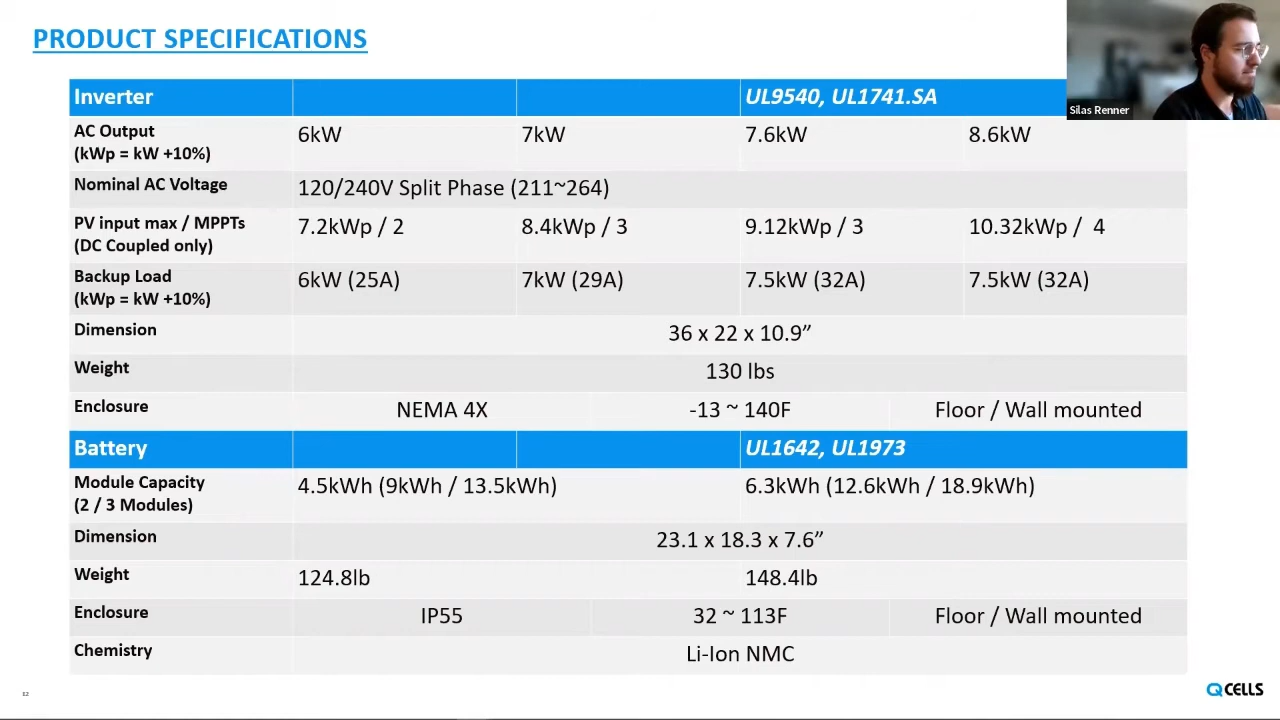 PRODUCT SPECIFICATIONS
Silas Renner
Inverter UL9540, UL1741.SA
AC Output
(kWp = kW +10%) 6kW 7kW 7.6kW 8.6kW
Nominal AC Voltage 120/240V Split Phase (211~264)
PV input max / MPPTs
(DC Coupled only) 7.2kWp / 2 8.4kWp / 3 9.12kWp / 3 10.32kWp / 4
Backup Load
(kWp = kW +10%) 6kW (25A) 7kW (29A) 7.5kW (32A) 7.5kW (32A)
Dimension 36 x 22 x 10.9”
Weight 130 lbs
Enclosure NEMA 4X -13 ~ 140F Floor / Wall mounted
Battery UL1642, UL1973
Module Capacity
(2 / 3 Modules) 4.5kWh (9kWh / 13.5kWh) 6.3kWh (12.6kWh / 18.9kWh)
Dimension 23.1 x 18.3 x 7.6”
Weight 124.8lb 148.4lb
Enclosure IP55 32 ~ 113F Floor / Wall mounted
Chemistry Li-Ion NMC
12
Q CELLS